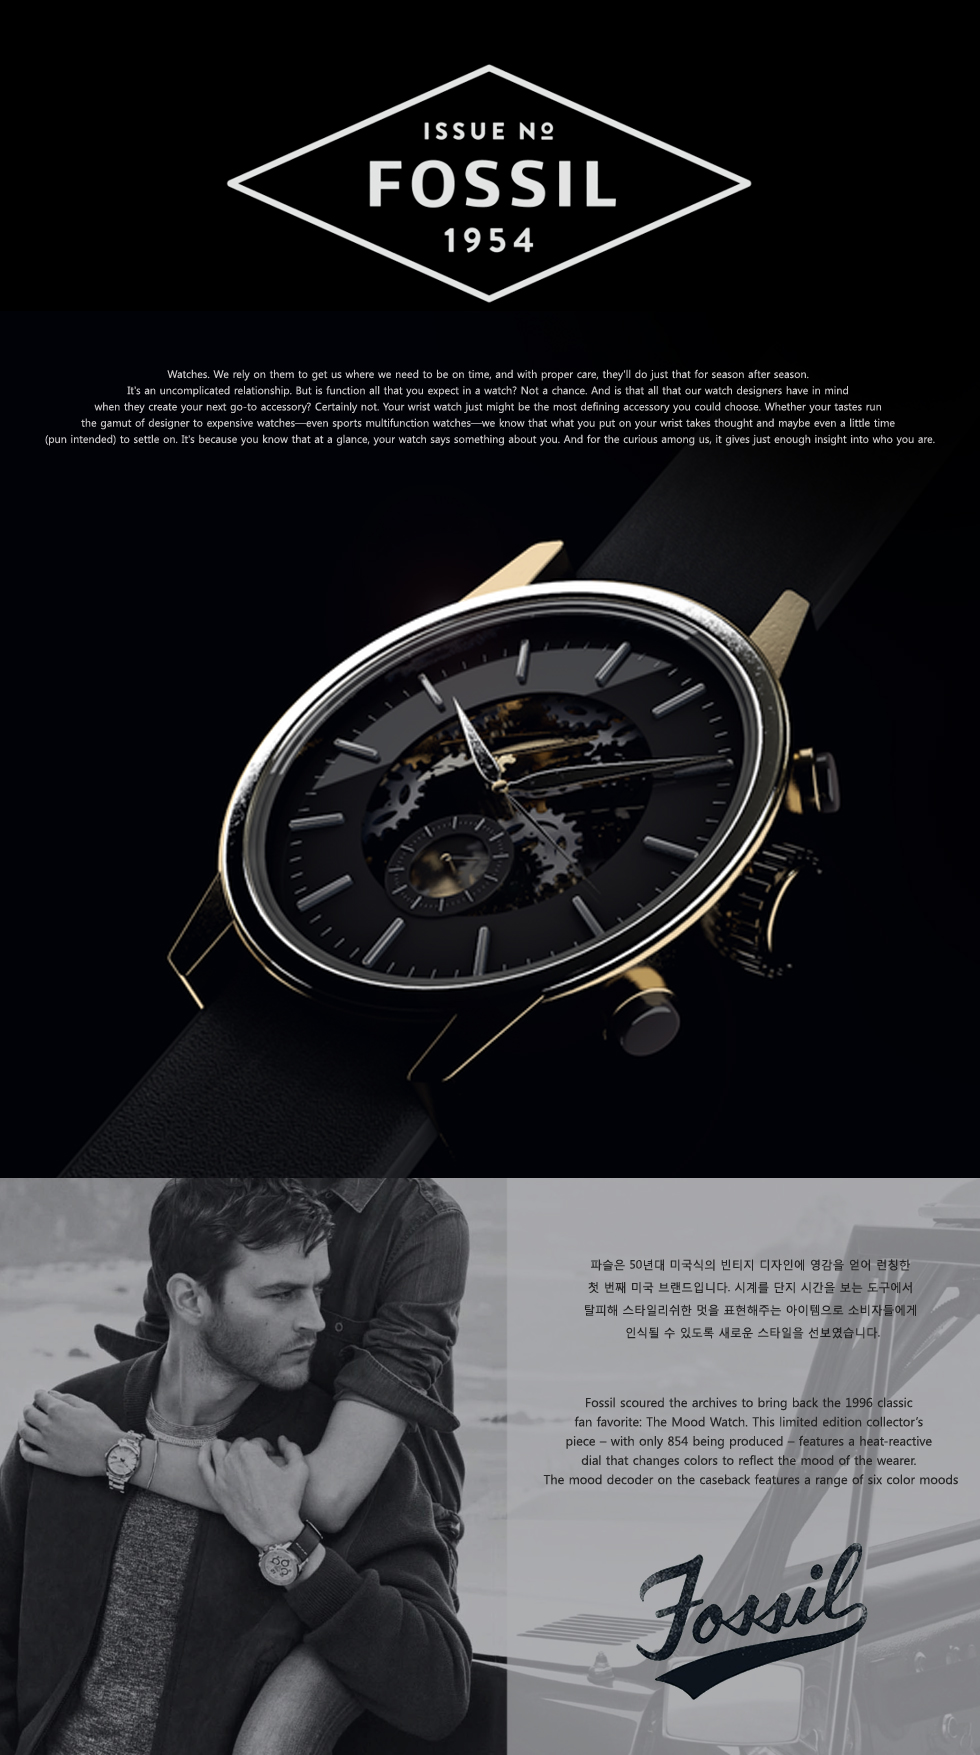 ISSUE Nº
FOSSIL
1954
Watches. We rely on them to get us where we need to be on time, and with proper care, they'll do just that for season after season.
It's an uncomplicated relationship. But is function all that you expect in a watch? Not a chance. And is that all that our watch designers have in mind
when they create your next go-to accessory? Certainly not. Your wrist watch just might be the most defining accessory you could choose. Whether your tastes run
the gamut of designer to expensive watches—even sports multifunction watches—we know that what you put on your wrist takes thought and maybe even a little time
(pun intended) to settle on. It's because you know that at a glance, your watch says something about you. And for the curious among us, it gives just enough insight into who you are.
파슬은 50년대 미국식의 빈티지 디자인에 영감을 얻어 런칭한
첫 번째 미국 브랜드입니다. 시계를 단지 시간을 보는 도구에서
탈피해 스타일리쉬한 멋을 표현해주는 아이템으로 소비자들에게
인식될 수 있도록 새로운 스타일을 선보였습니다.
Fossil scoured the archives to bring back the 1996 classic
fan favorite: The Mood Watch. This limited edition collector's
piece – with only 854 being produced – features a heat-reactive
dial that changes colors to reflect the mood of the wearer.
The mood decoder on the caseback features a range of six color moods
Fossil